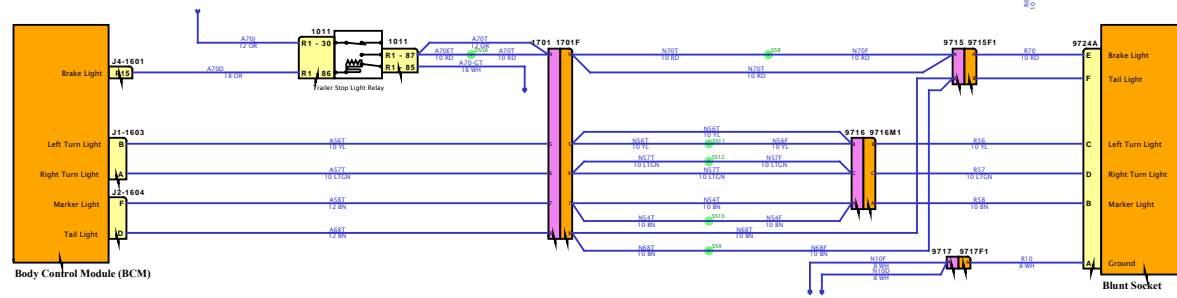 A70J
12 OR
1011
R1 - 30
R1 - 86
1011
R1 - 87
85
Trailer Stop Light Relay
A70T
12 OR
A70ET
10 RD
A70T
10 RD
A70-GT
18 WH
J4-1601
R15
Brake Light
A70D
18 OR
1701 1701F
N70T
10 RD
SS8
N70F
10 RD
N70T
10 RD
9715 9715F1
R70
10 RD
9724A
E
Brake Light
F
Tail Light
J1-1603
Left Turn Light
B
A56T
10 YL
5
N56T
10 YL
N56T
10 YL
SS11
N56F
10 YL
9716 9716M1
R56
10 YL
C
Left Turn Light
Right Turn Light
A
A57T
10 LTGN
6
N57T
10 LTGN
SS12
N57F
10 LTGN
N57T
10 LTGN
R57
10 LTGN
D
Right Turn Light
J2-1604
Marker Light
F
A58T
12 BN
7
N54T
10 BN
N54T
10 BN
SS10
N54F
10 BN
R58
10 BN
B
Marker Light
Tail Light
D
A68T
12 BN
N68T
10 BN
N68T
10 BN
SS9
N68F
10 BN
9717 9717F1
N10F
8 WH
N10D
8 WH
R10
8 WH
A
Ground
Body Control Module (BCM)
Blunt Socket